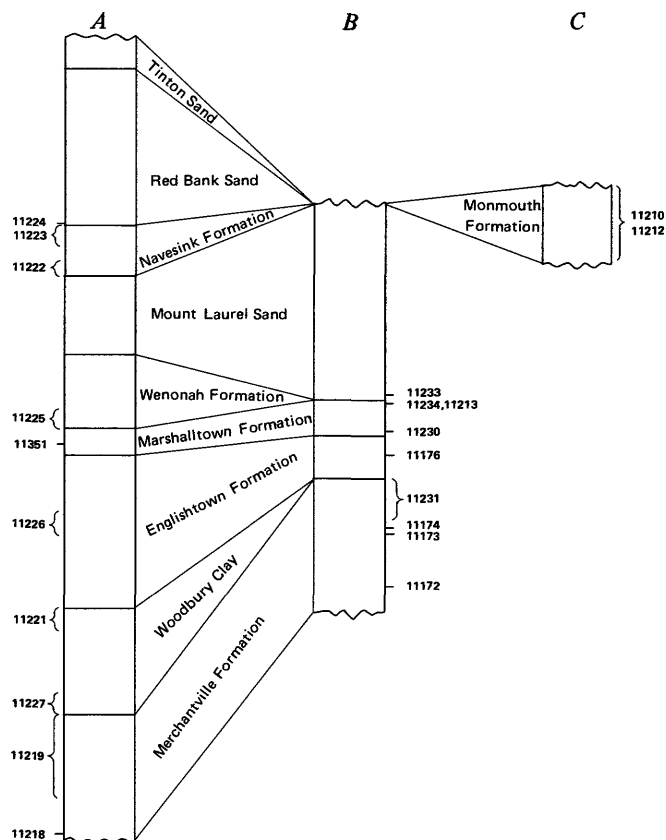 A
B
C
Tinton Sand
Red Bank Sand
Monmouth
Formation
11210
11212
11224
11223
Navesink Formation
11222
Mount Laurel Sand
Wenonah Formation
11233
11234,11213
11225
Marshalltown Formation
11230
11351
11176
Englishtown Formation
11231
11226
11174
11173
Woodbury Clay
11172
11221
Merchantville Formation
11227
11219
11218